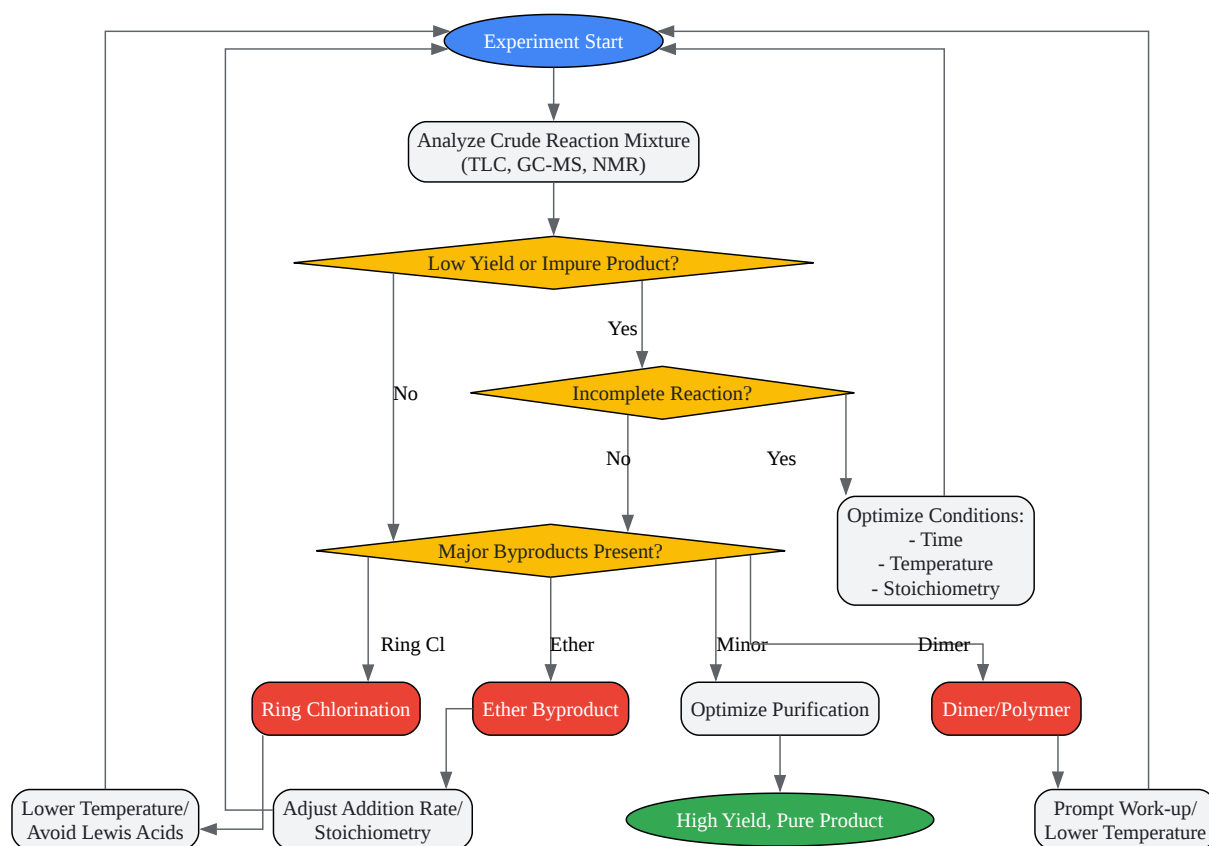 Experiment Start
Analyze Crude Reaction Mixture
(TLC, GC-MS, NMR)
Low Yield or Impure Product?
Yes
No
Incomplete Reaction?
No
Yes
Optimize Conditions:
- Time
- Temperature
- Stoichiometry
Major Byproducts Present?
Ring Cl
Ether
Minor
Dimer
Ring Chlorination
Ether Byproduct
Optimize Purification
Dimer/Polymer
Lower Temperature/
Avoid Lewis Acids
Adjust Addition Rate/
Stoichiometry
High Yield, Pure Product
Prompt Work-up/
Lower Temperature